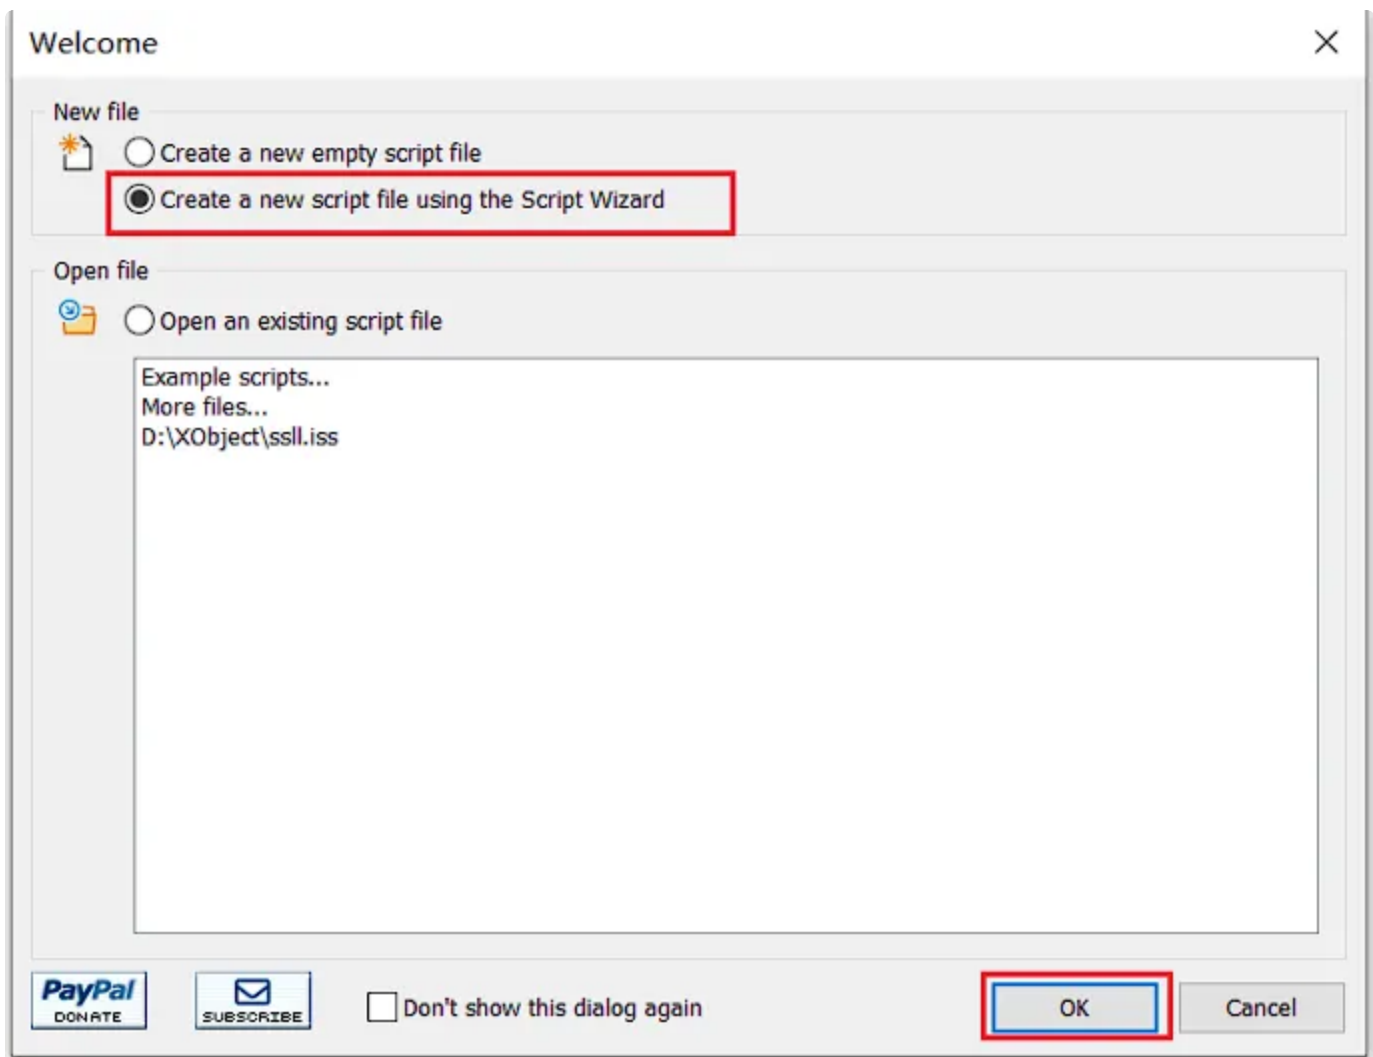 Welcome
New file
Create a new empty script file
Create a new script file using the Script Wizard
Open file
Open an existing script file
Example scripts...
More files...
D:\XObject\ssll.iss
PayPal
DONATE
SUBSCRIBE
Don't show this dialog again
OK
Cancel